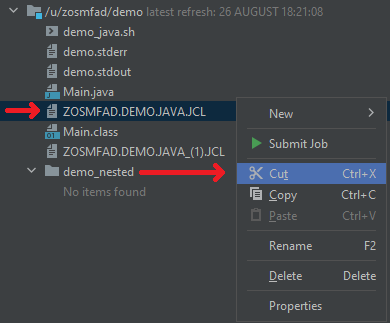 /u/zosmfad/demo latest refresh: 26 AUGUST 18:21:08
demo_java.sh
demo.stderr
demo.stdout
Main.java
ZOSMFAD.DEMO.JAVA.JCL
Main.class
ZOSMFAD.DEMO.JAVA_(1).JCL
demo_nested
No items found
New
Submit Job
Cut Ctrl+X
Copy Ctrl+C
Paste Ctrl+V
Rename F2
Delete Delete
Properties